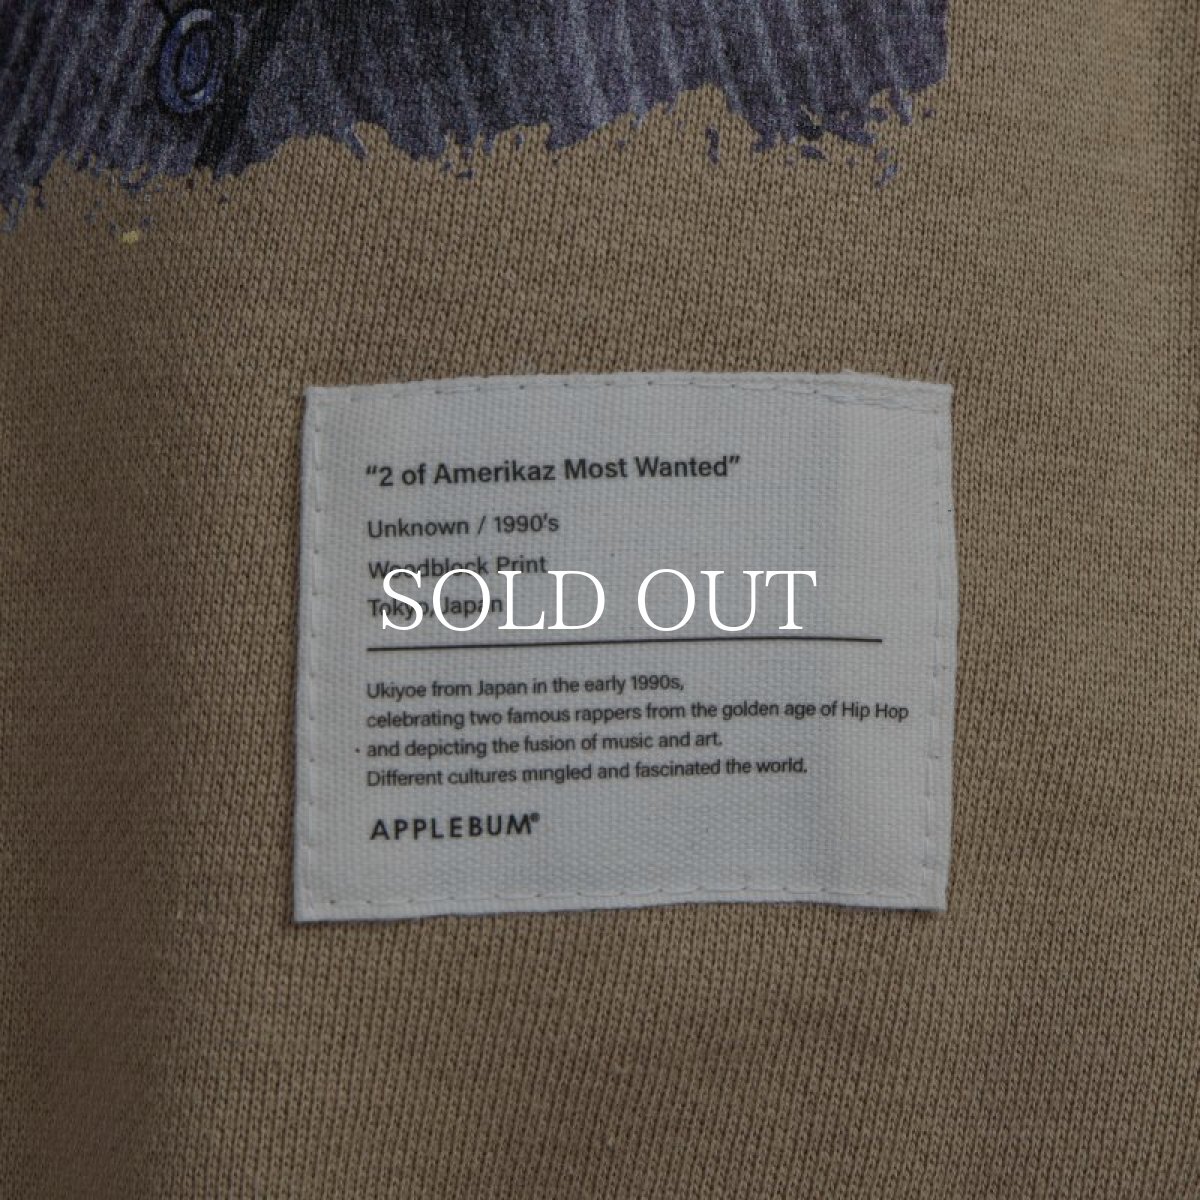 “2 of Amerikaz Most Wanted”
Unknown / 1990's
Woodblock Print
Tokyo, Japan
SOLD OUT
Ukiyoe from Japan in the early 1990s,
celebrating two famous rappers from the golden age of Hip Hop
and depicting the fusion of music and art.
Different cultures mingled and fascinated the world.
APPLEBUM®